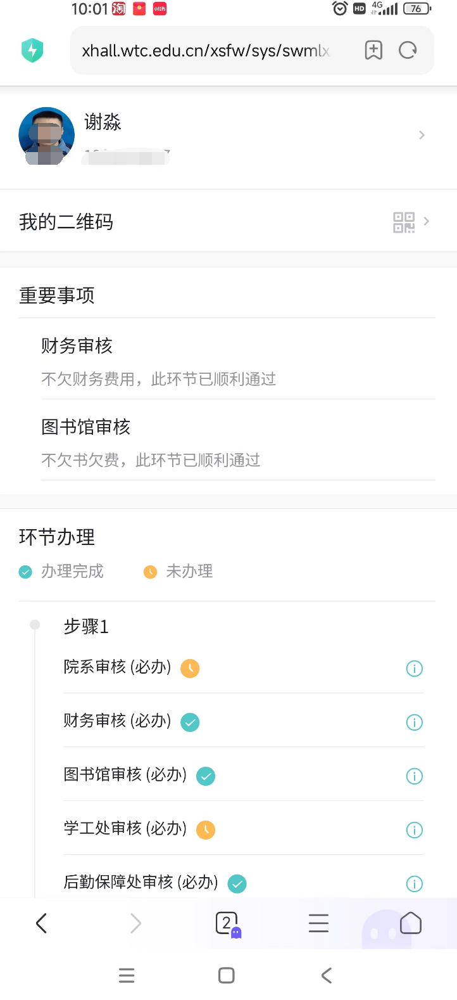 10:01 淘 小红书 HD 4G 76
xhall.wtc.edu.cn/xsfw/sys/swmlx
谢淼
我的二维码
重要事项
财务审核
不欠财务费用，此环节已顺利通过
图书馆审核
不欠书欠费，此环节已顺利通过
环节办理
办理完成 未办理
步骤1
院系审核 (必办)
财务审核 (必办)
图书馆审核 (必办)
学工处审核 (必办)
后勤保障处审核 (必办)
2